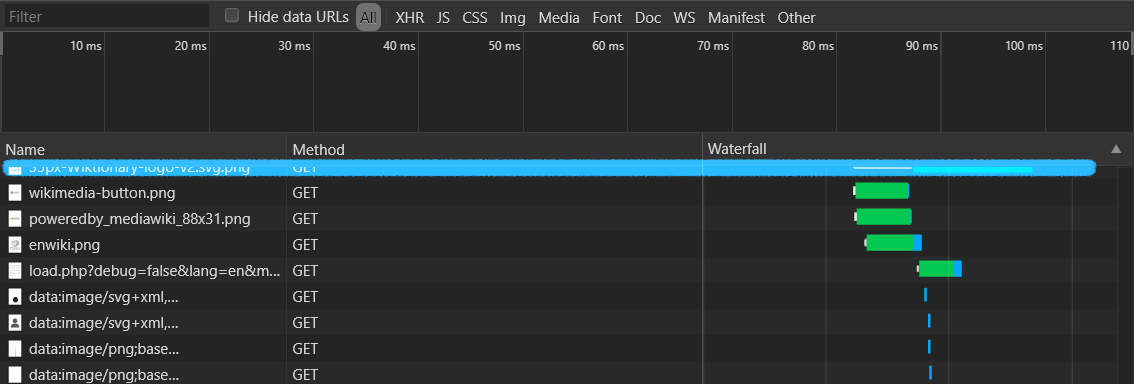 Filter Hide data URLs All XHR JS CSS Img Media Font Doc WS Manifest Other
10 ms 20 ms 30 ms 40 ms 50 ms 60 ms 70 ms 80 ms 90 ms 100 ms 110
Name Method Waterfall
35px-Wiktionary-logo-v2.svg.png GET
wikimedia-button.png GET
poweredby_mediawiki_88x31.png GET
enwiki.png GET
load.php?debug=false&lang=en&m... GET
data:image/svg+xml,... GET
data:image/svg+xml,... GET
data:image/png;base... GET
data:image/png;base... GET